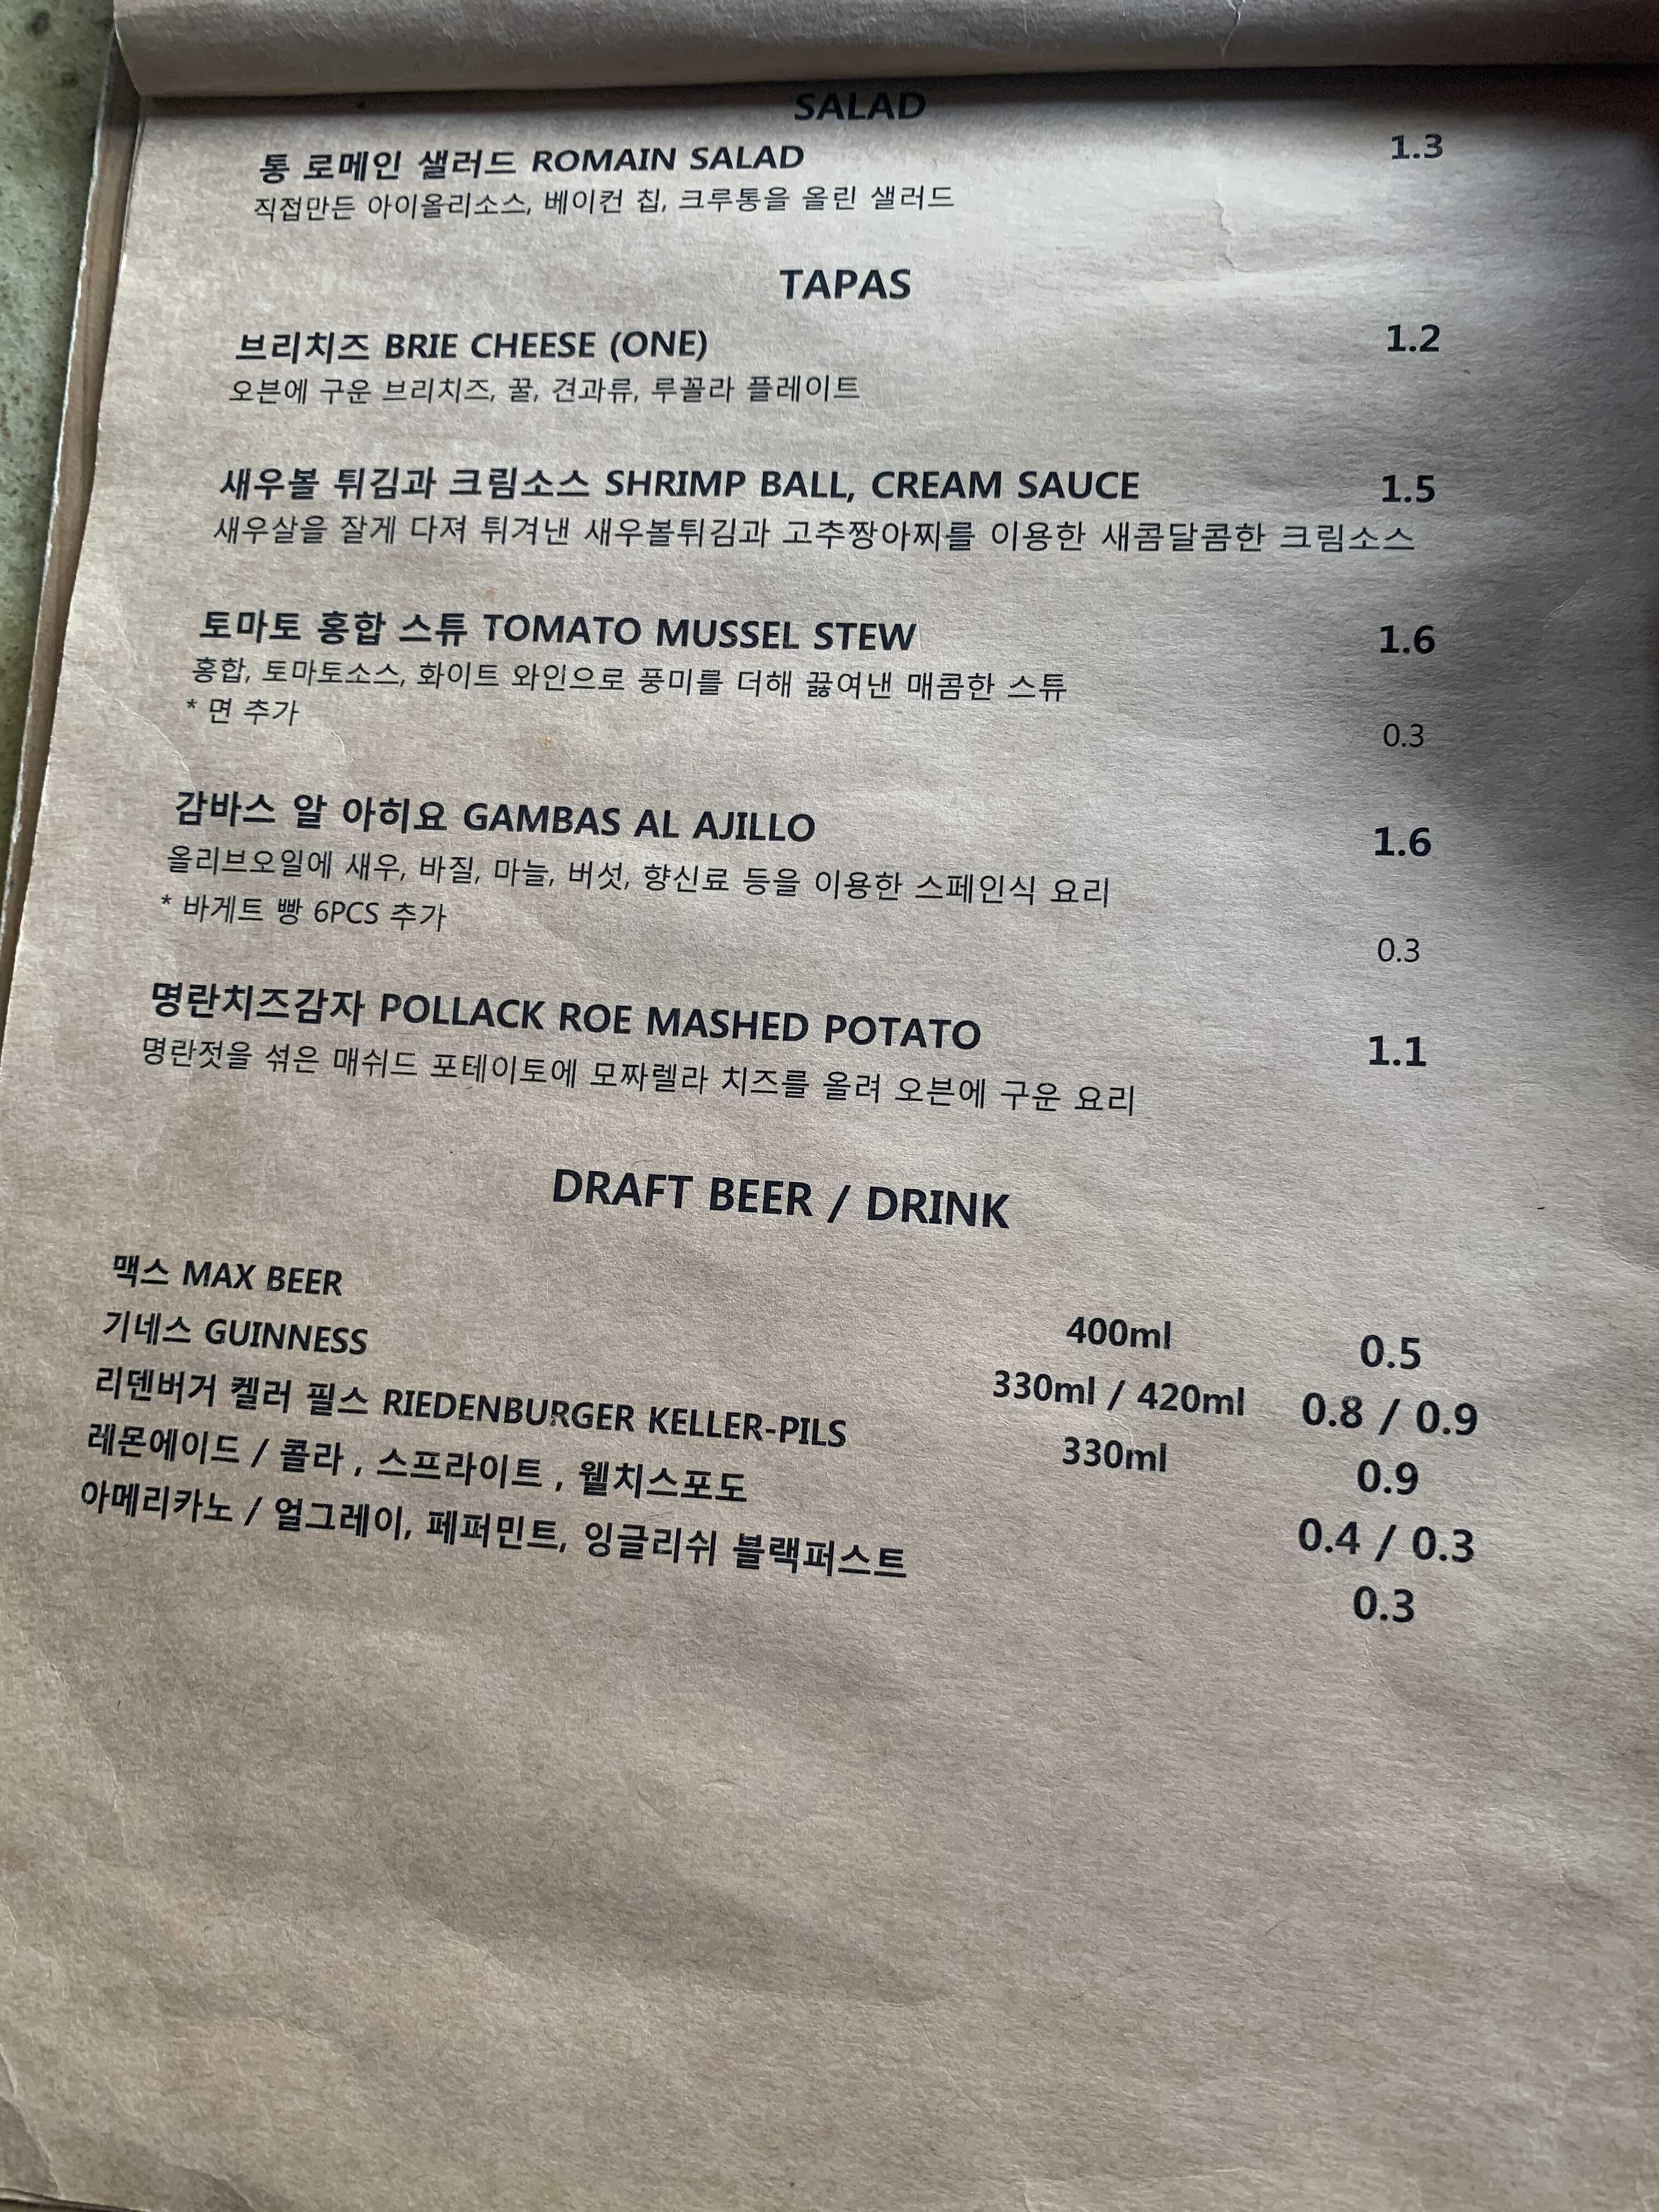 SALAD
통 로메인 샐러드 ROMAIN SALAD 1.3
직접만든 아이올리소스, 베이컨 칩, 크루통을 올린 샐러드
TAPAS
브리치즈 BRIE CHEESE (ONE) 1.2
오븐에 구운 브리치즈, 꿀, 견과류, 루꼴라 플레이트
새우볼 튀김과 크림소스 SHRIMP BALL, CREAM SAUCE 1.5
새우살을 잘게 다져 튀겨낸 새우볼튀김과 고추짱아찌를 이용한 새콤달콤한 크림소스
토마토 홍합 스튜 TOMATO MUSSEL STEW 1.6
홍합, 토마토소스, 화이트 와인으로 풍미를 더해 끓여낸 매콤한 스튜
* 면 추가 0.3
감바스 알 아히요 GAMBAS AL AJILLO 1.6
올리브오일에 새우, 바질, 마늘, 버섯, 향신료 등을 이용한 스페인식 요리
* 바게트 빵 6PCS 추가 0.3
명란치즈감자 POLLACK ROE MASHED POTATO 1.1
명란젓을 섞은 매쉬드 포테이토에 모짜렐라 치즈를 올려 오븐에 구운 요리
DRAFT BEER / DRINK
맥스 MAX BEER 400ml 0.5
기네스 GUINNESS 330ml / 420ml 0.8 / 0.9
리덴버거 켈러 필스 RIEDENBURGER KELLER-PILS 330ml 0.9
레몬에이드 / 콜라 , 스프라이트 , 웰치스포도 0.4 / 0.3
아메리카노 / 얼그레이, 페퍼민트, 잉글리쉬 블랙퍼스트 0.3